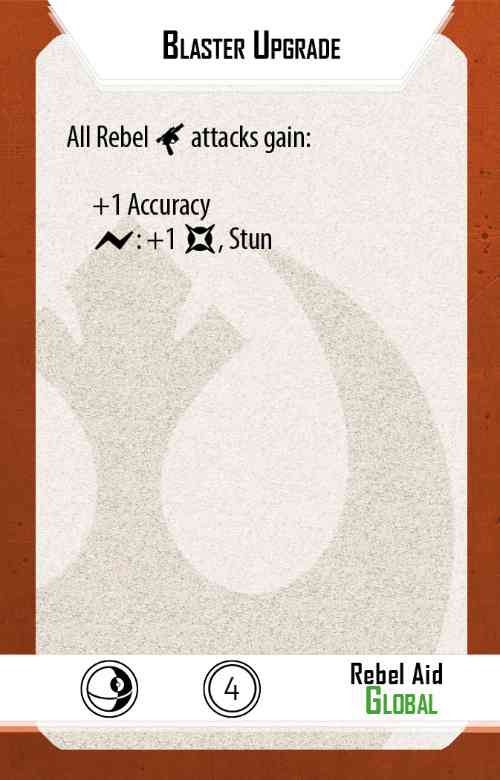 Blaster Upgrade
All Rebel attacks gain:
+1 Accuracy
: +1 , Stun
4
Rebel Aid
Global